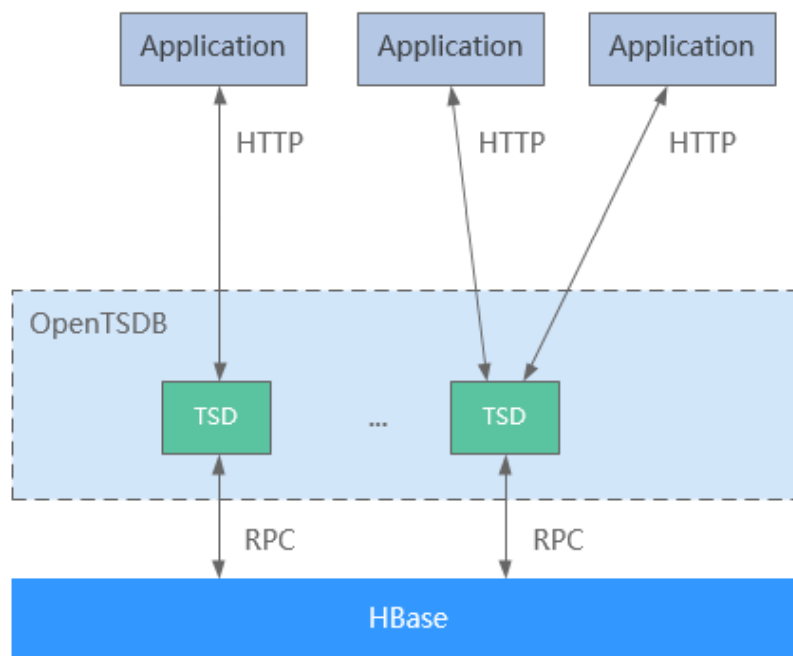 Application Application Application
HTTP HTTP HTTP
OpenTSDB
TSD ... TSD
RPC RPC
HBase